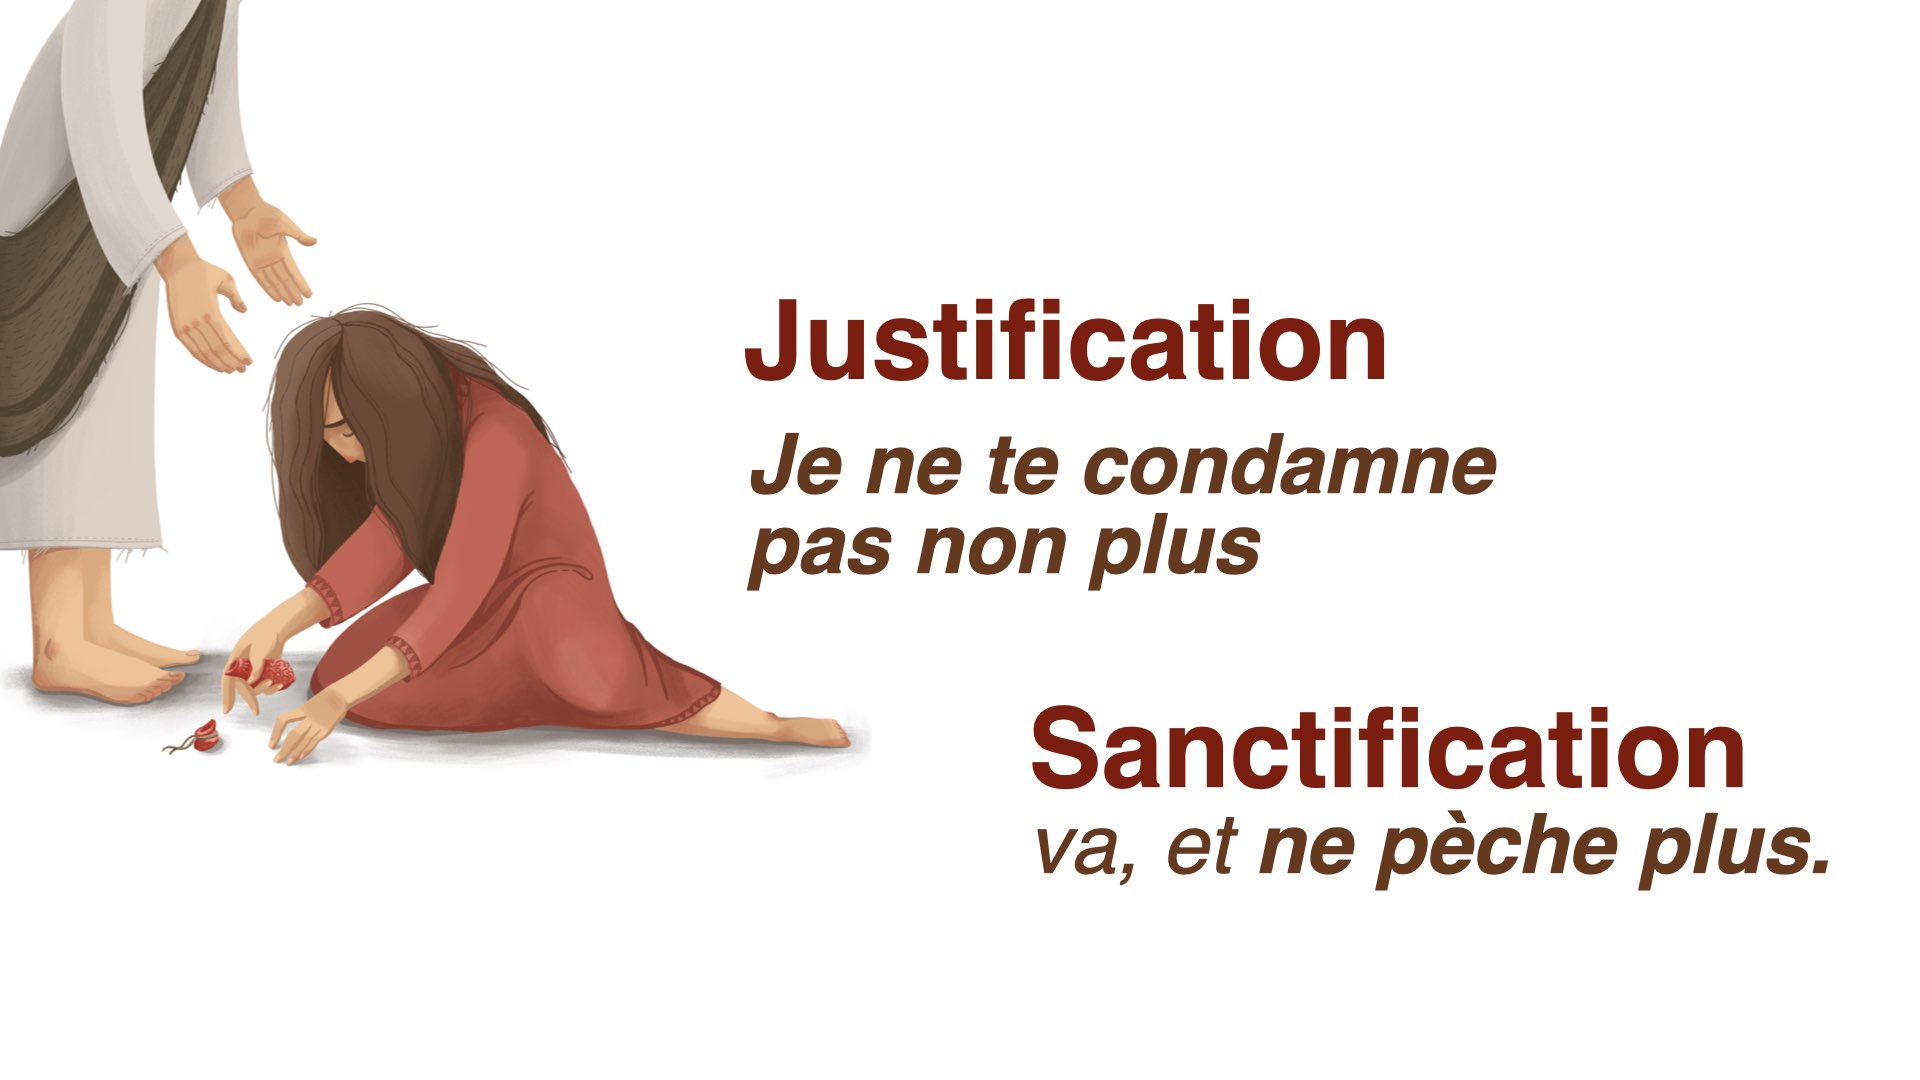 Justification
Je ne te condamne
pas non plus
Sanctification
va, et ne pèche plus.